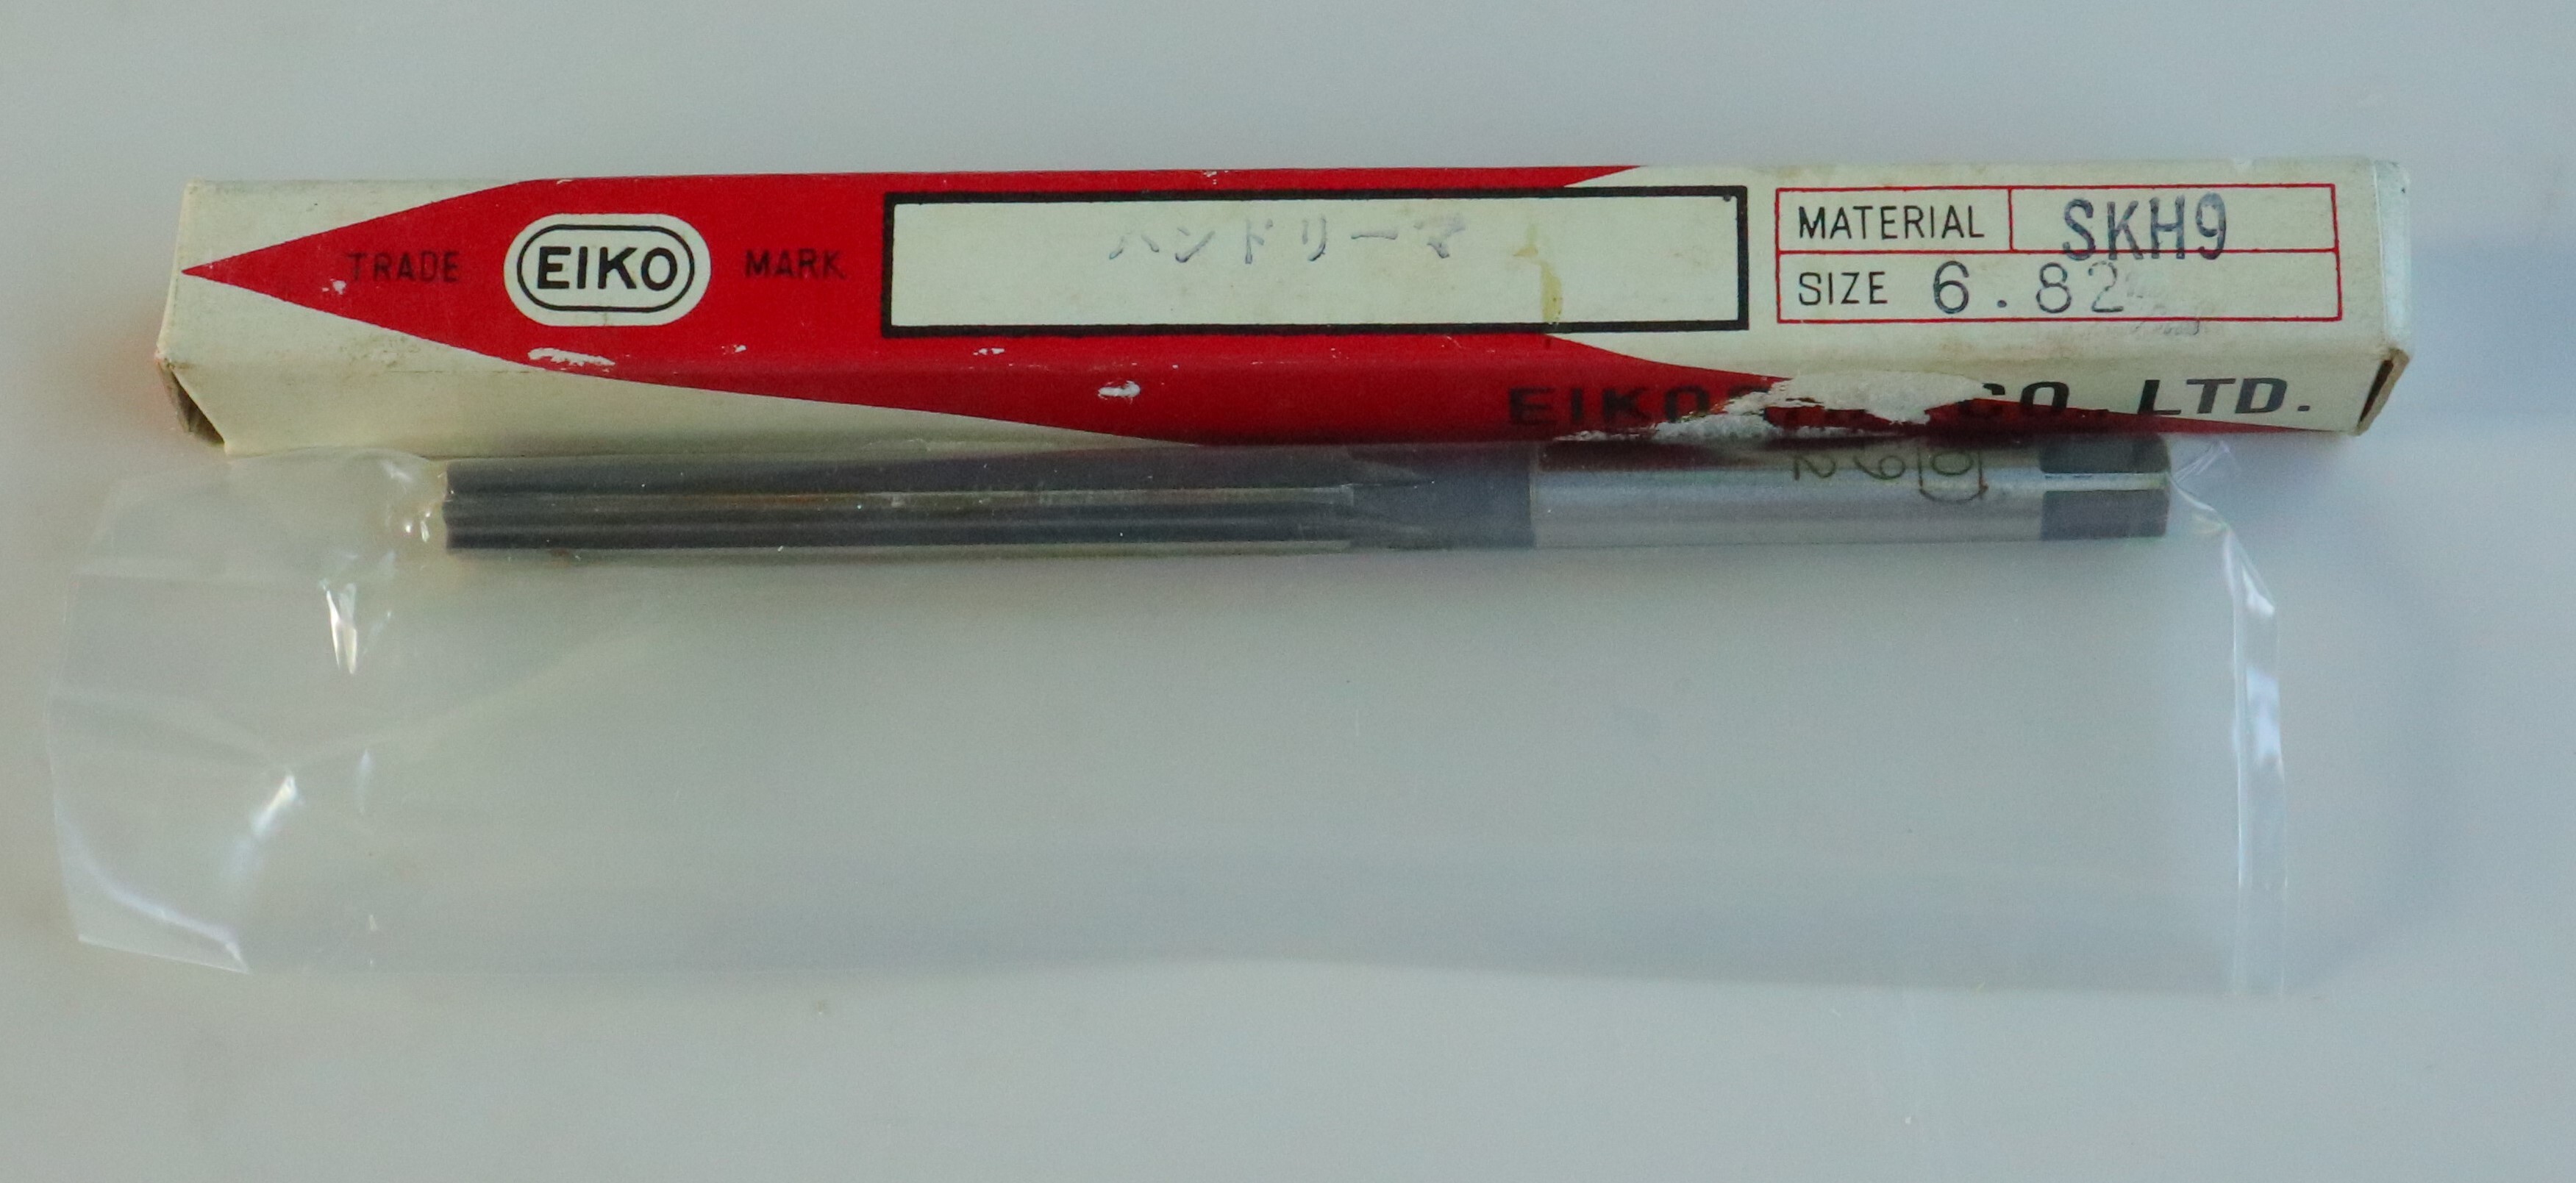 TRADE EIKO MARK
ハンドリーマ
MATERIAL SKH9
SIZE 6.82
CO. LTD.